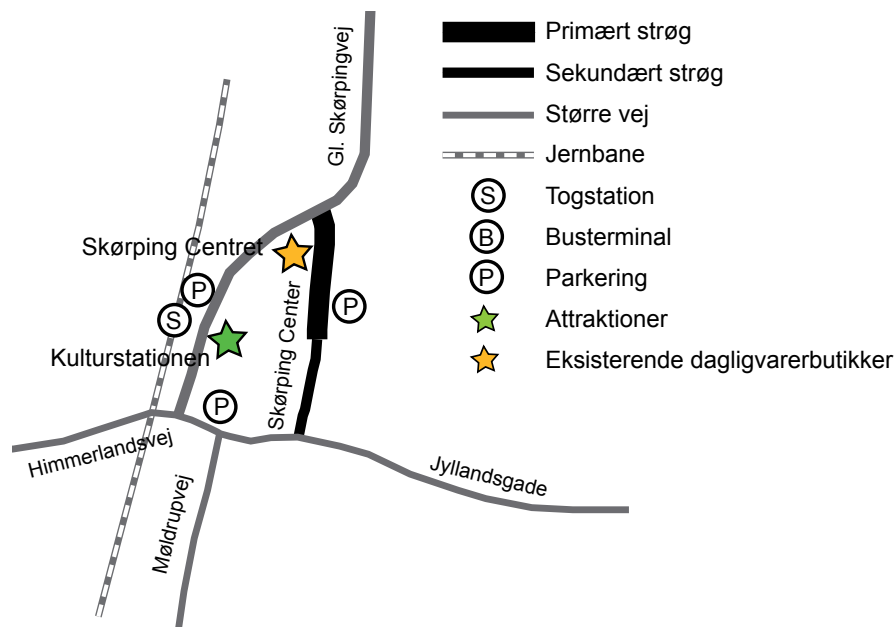 Gl. Skørpingvej
Primært strøg
Sekundært strøg
Større vej
Jernbane
S
Togstation
B
Busterminal
P
Parkering
Attraktioner
Eksisterende dagligvarerbutikker
Skørping Centret
P
S
P
Kulturstationen
Skørping Center
P
Himmerlandsvej
Møldrupvej
Jyllandsgade